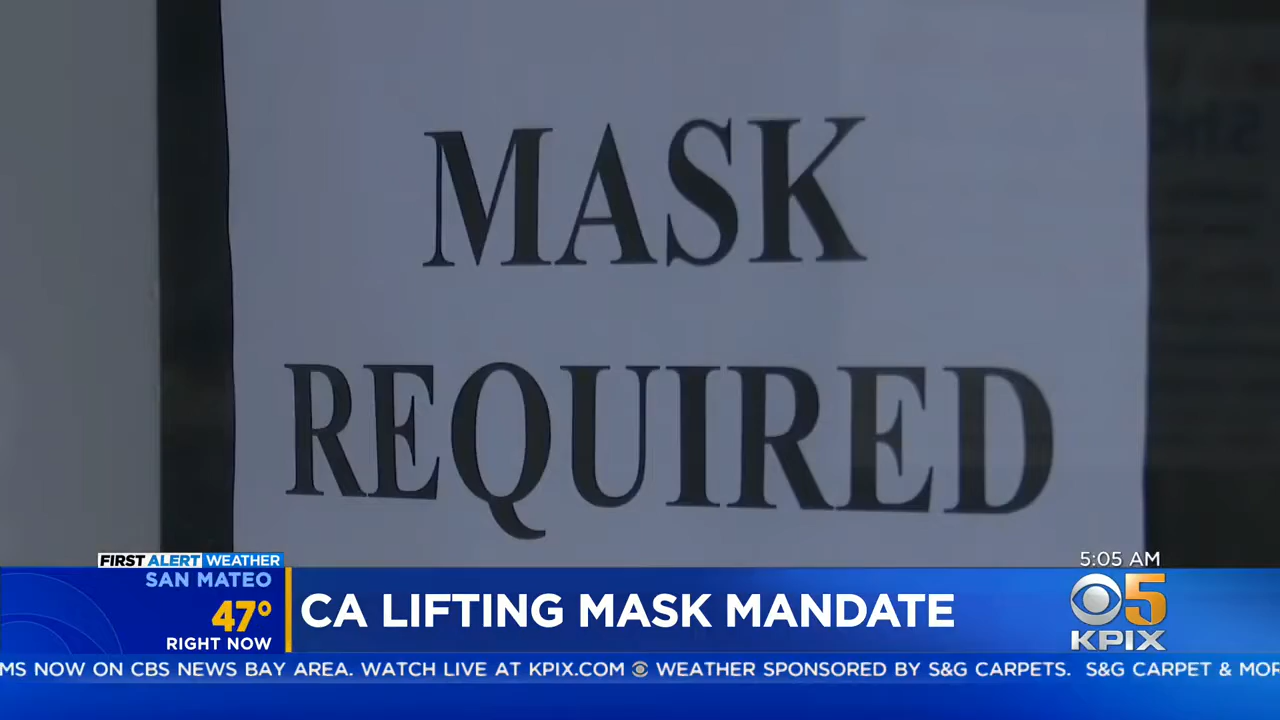 MASK
REQUIRED
FIRST ALERT WEATHER
SAN MATEO
47°
RIGHT NOW
CA LIFTING MASK MANDATE
5:05 AM
5
KPIX
MS NOW ON CBS NEWS BAY AREA. WATCH LIVE AT KPIX.COM WEATHER SPONSORED BY S&G CARPETS. S&G CARPET & MOR